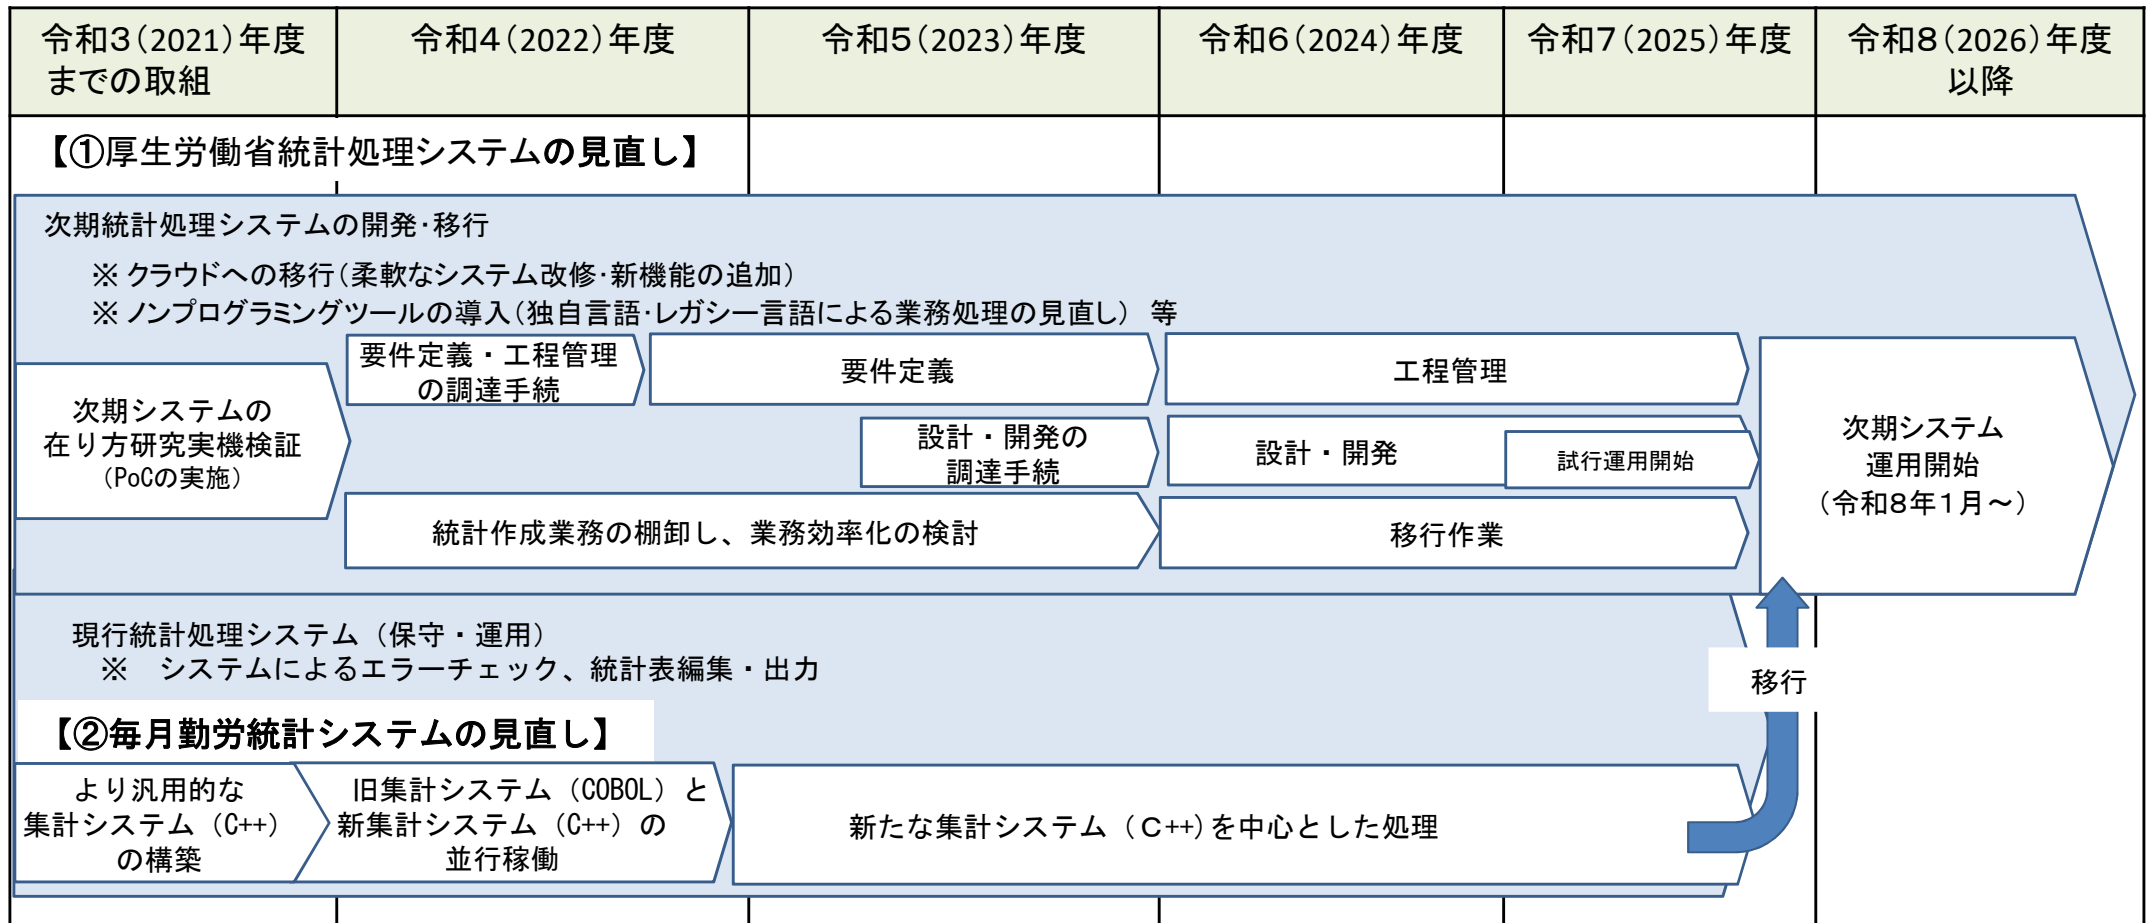 令和3(2021)年度
までの取組
令和4(2022)年度
令和5(2023)年度
令和6(2024)年度
令和7(2025)年度
令和8(2026)年度
以降
【①厚生労働省統計処理システムの見直し】
次期統計処理システムの開発・移行
※ クラウドへの移行(柔軟なシステム改修・新機能の追加)
※ ノンプログラミングツールの導入(独自言語・レガシー言語による業務処理の見直し) 等
次期システムの
在り方研究実機検証
(PoCの実施)
要件定義・工程管理
の調達手続
要件定義
工程管理
設計・開発の
調達手続
設計・開発
試行運用開始
統計作成業務の棚卸し、業務効率化の検討
移行作業
次期システム
運用開始
(令和8年1月～)
現行統計処理システム(保守・運用)
※　システムによるエラーチェック、統計表編集・出力
移行
【②毎月勤労統計システムの見直し】
より汎用的な
集計システム(C++)
の構築
旧集計システム(COBOL)と
新集計システム(C++)の
並行稼働
新たな集計システム(C++)を中心とした処理